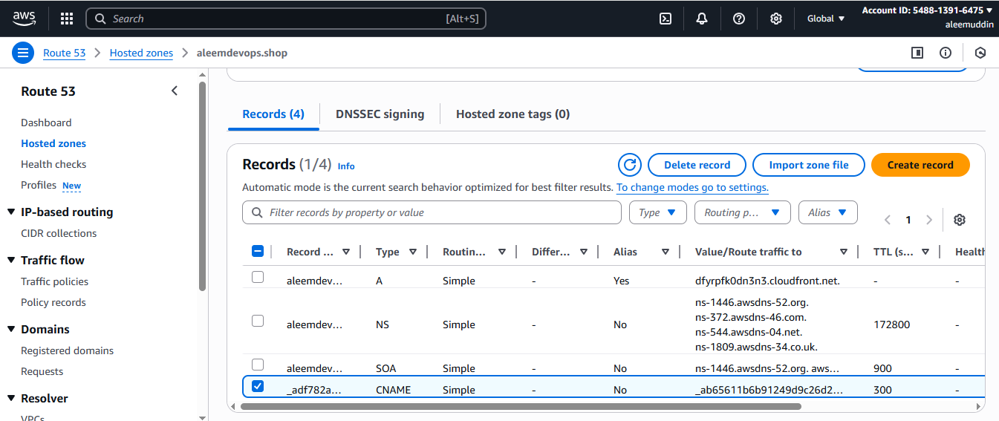 aws
Search [Alt+S]
Global
Account ID: 5488-1391-6475
aleemuddin
Route 53
Hosted zones
aleemdevops.shop
Route 53
Dashboard
Hosted zones
Health checks
Profiles New
IP-based routing
CIDR collections
Traffic flow
Traffic policies
Policy records
Domains
Registered domains
Requests
Resolver
VPCs
Records (4)
DNSSEC signing
Hosted zone tags (0)
Records (1/4) Info
Delete record
Import zone file
Create record
Automatic mode is the current search behavior optimized for best filter results. To change modes go to settings.
Filter records by property or value
Type
Routing p...
Alias
1
Record ... Type Routin... Differ... Alias Value/Route traffic to TTL (s... Health
aleemdev... A Simple - Yes dfyrpfk0dn3n3.cloudfront.net. - -
aleemdev... NS Simple - No ns-1446.awsdns-52.org.
ns-372.awsdns-46.com.
ns-544.awsdns-04.net.
ns-1809.awsdns-34.co.uk. 172800 -
aleemdev... SOA Simple - No ns-1446.awsdns-52.org. aws... 900 -
_adf782a... CNAME Simple - No _ab65611b6b91249d9c26d2... 300 -